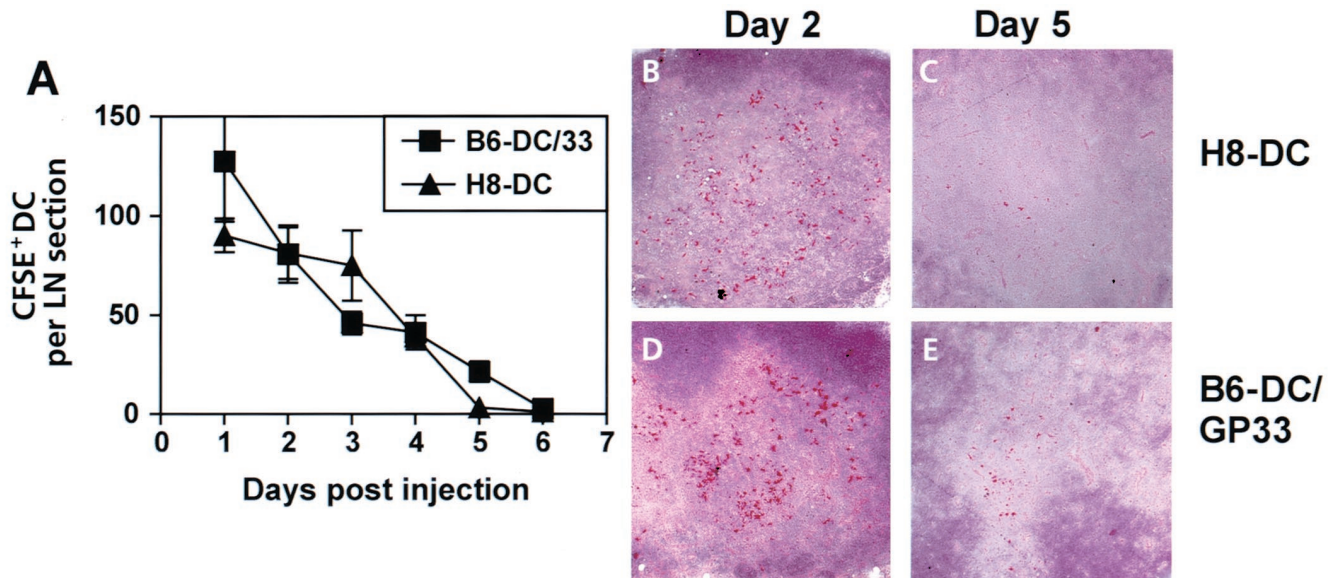 Day 2
Day 5
A
150
100
50
0
CFSE+DC
per LN section
B6-DC/33
H8-DC
0 1 2 3 4 5 6 7
Days post injection
B
C
H8-DC
D
E
B6-DC/
GP33